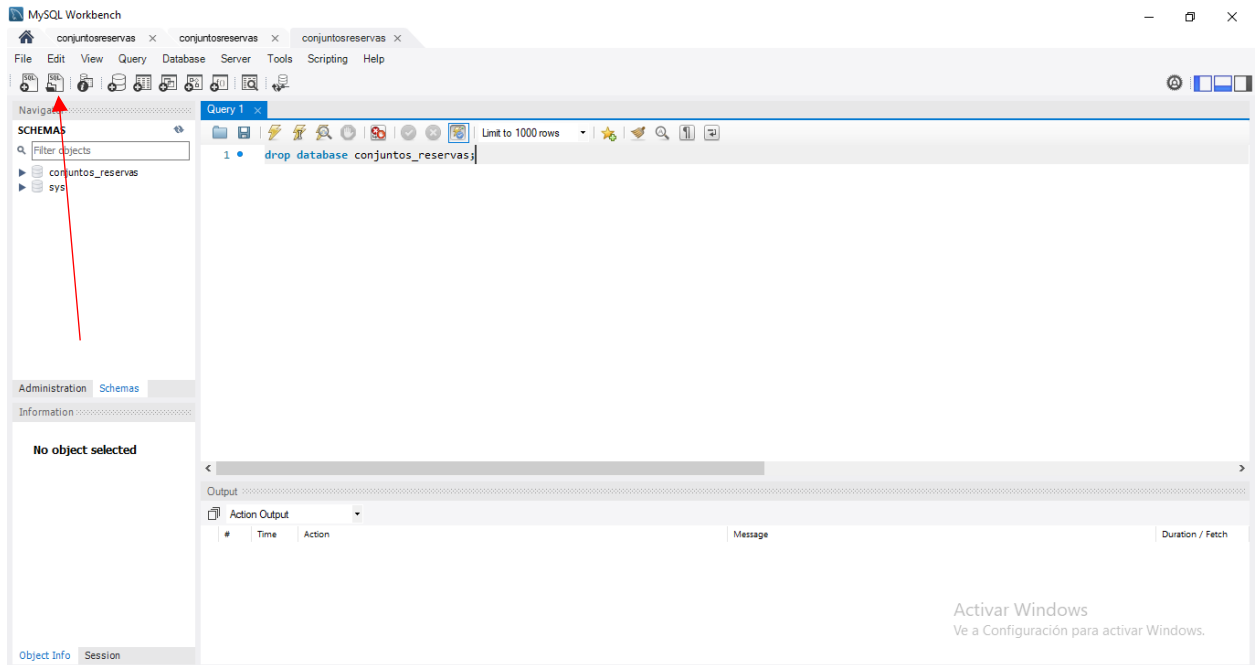 MySQL Workbench
conjuntosreservas conjuntosreservas conjuntosreservas
File Edit View Query Database Server Tools Scripting Help
Navigator Query 1
SCHEMAS
Limit to 1000 rows
Filter objects
1 drop database conjuntos_reservas;
conjuntos_reservas
sys
Administration Schemas
Information
No object selected
Output
Action Output
# Time Action Message Duration / Fetch
Activar Windows
Ve a Configuración para activar Windows.
Object Info Session